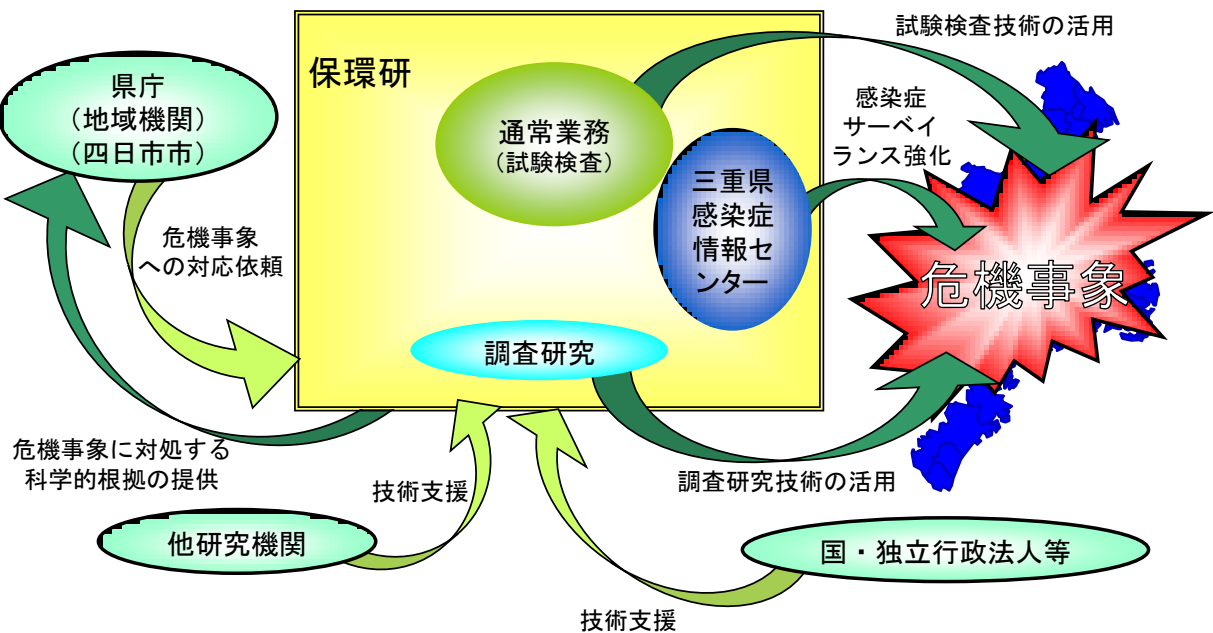 試験検査技術の活用
保環研
県庁
（地域機関）
（四日市市）
通常業務
（試験検査）
感染症
サーベイ
ランス強化
三重県
感染症
情報セ
ンター
危機事象
への対応依頼
危機事象
調査研究
危機事象に対処する
科学的根拠の提供
技術支援
調査研究技術の活用
他研究機関
国・独立行政法人等
技術支援